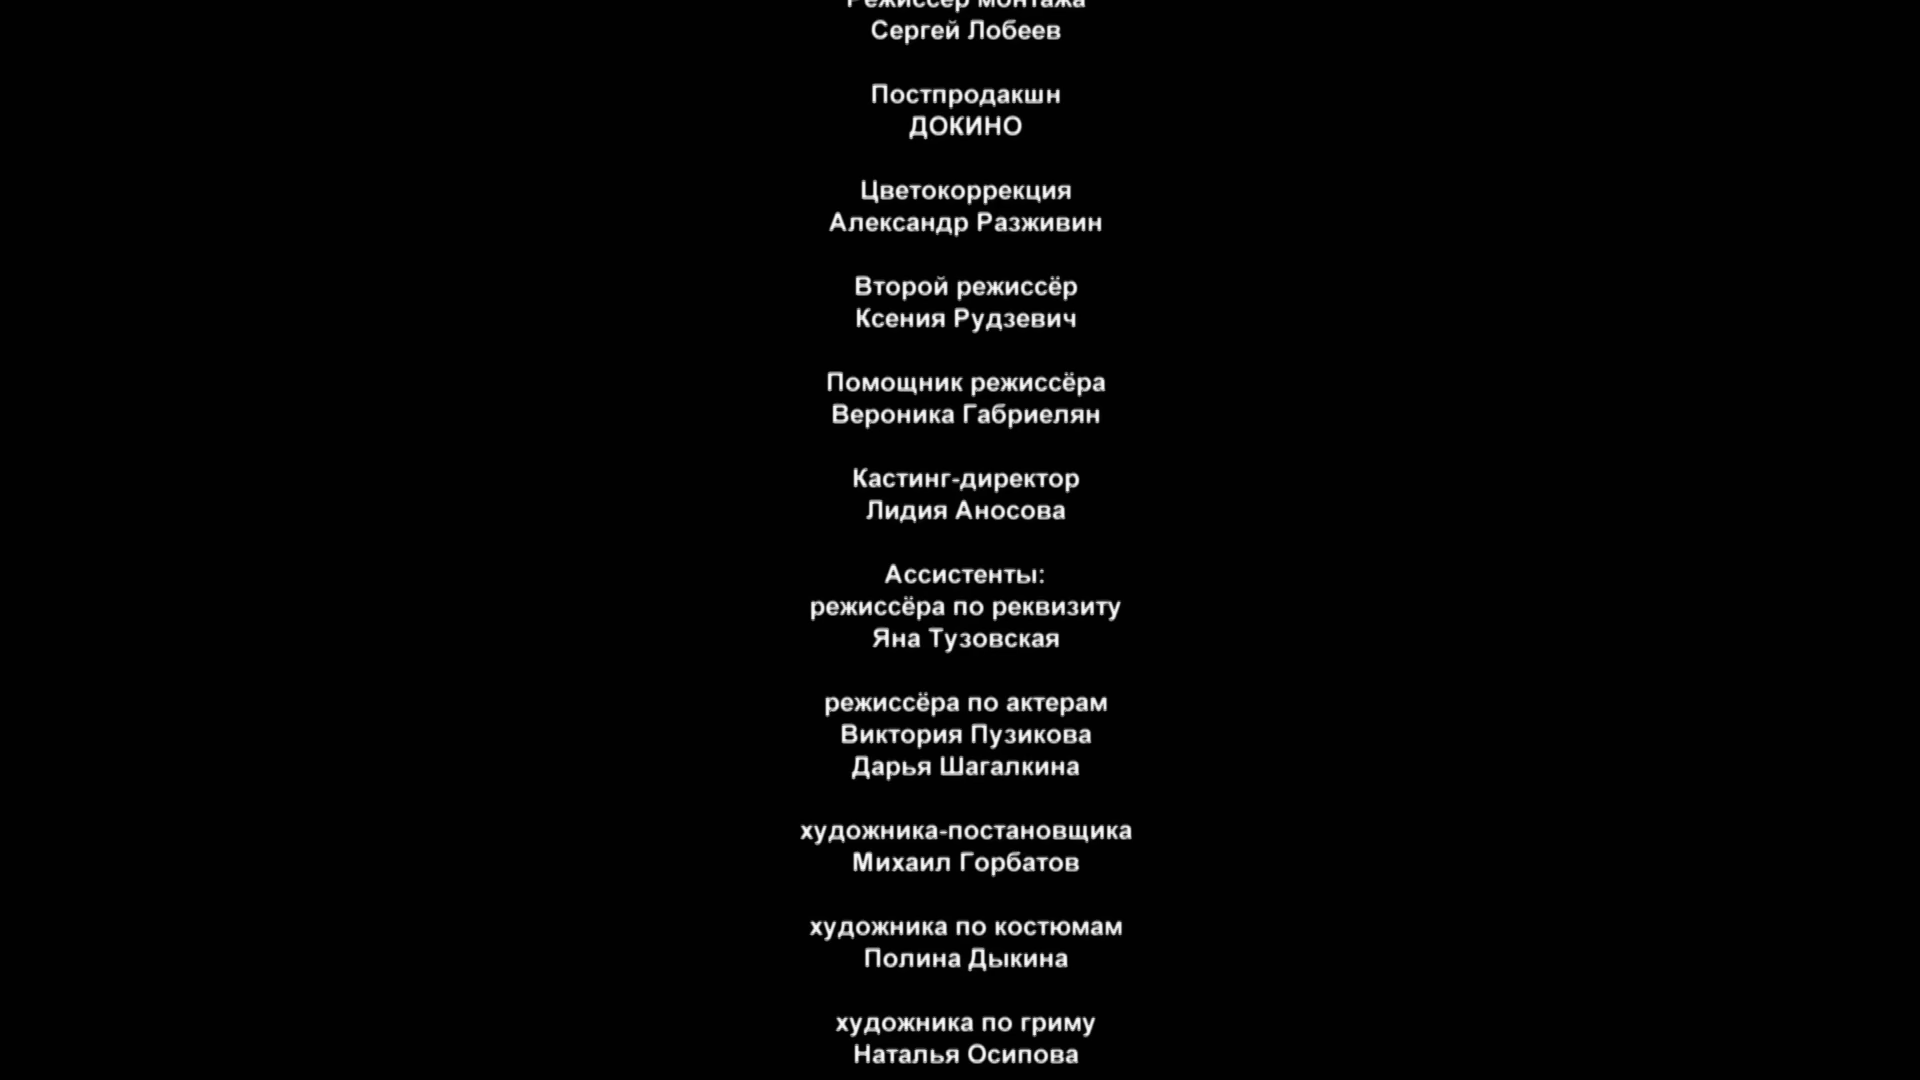 Режиссёр монтажа
Сергей Лобеев
Постпродакшн
ДОКИНО
Цветокоррекция
Александр Разживин
Второй режиссёр
Ксения Рудзевич
Помощник режиссёра
Вероника Габриелян
Кастинг-директор
Лидия Аносова
Ассистенты:
режиссёра по реквизиту
Яна Тузовская
режиссёра по актерам
Виктория Пузикова
Дарья Шагалкина
художника-постановщика
Михаил Горбатов
художника по костюмам
Полина Дыкина
художника по гриму
Наталья Осипова